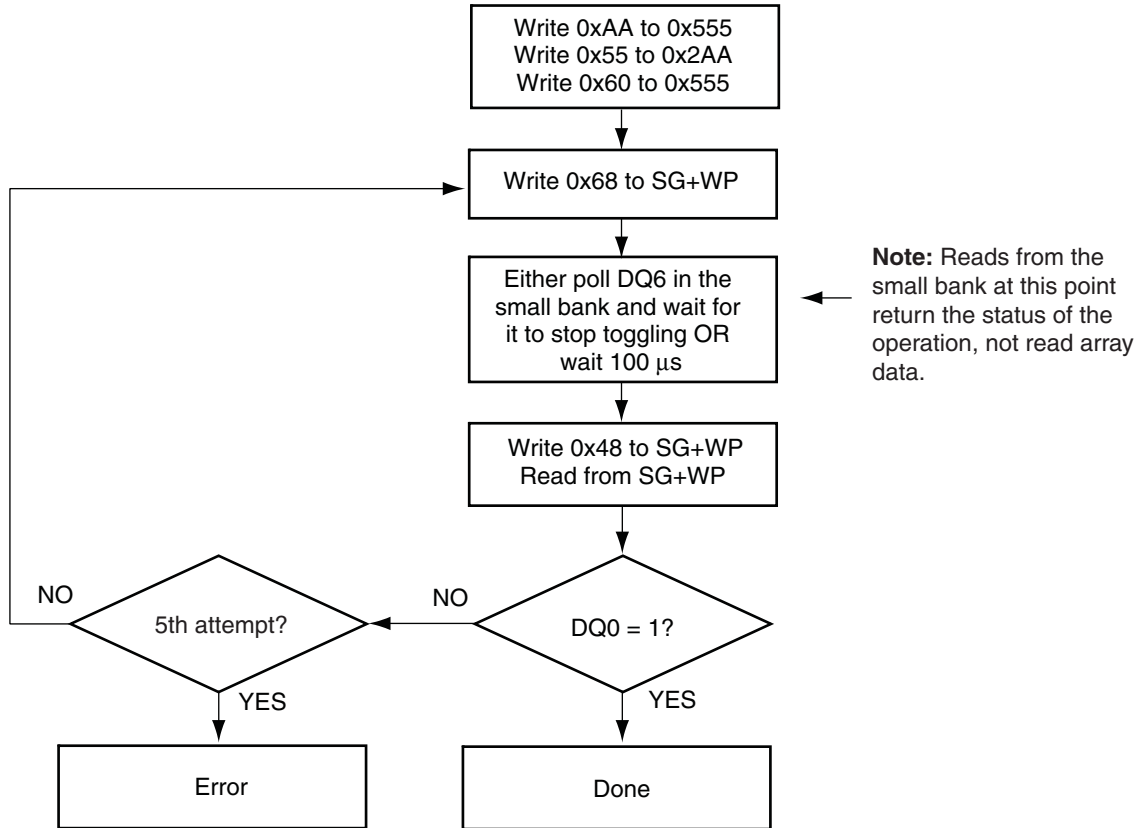 Write 0xAA to 0x555
Write 0x55 to 0x2AA
Write 0x60 to 0x555
Write 0x68 to SG+WP
Either poll DQ6 in the
small bank and wait for
it to stop toggling OR
wait 100 μs
Note: Reads from the
small bank at this point
return the status of the
operation, not read array
data.
Write 0x48 to SG+WP
Read from SG+WP
NO
5th attempt?
NO
DQ0 = 1?
YES
YES
Error
Done